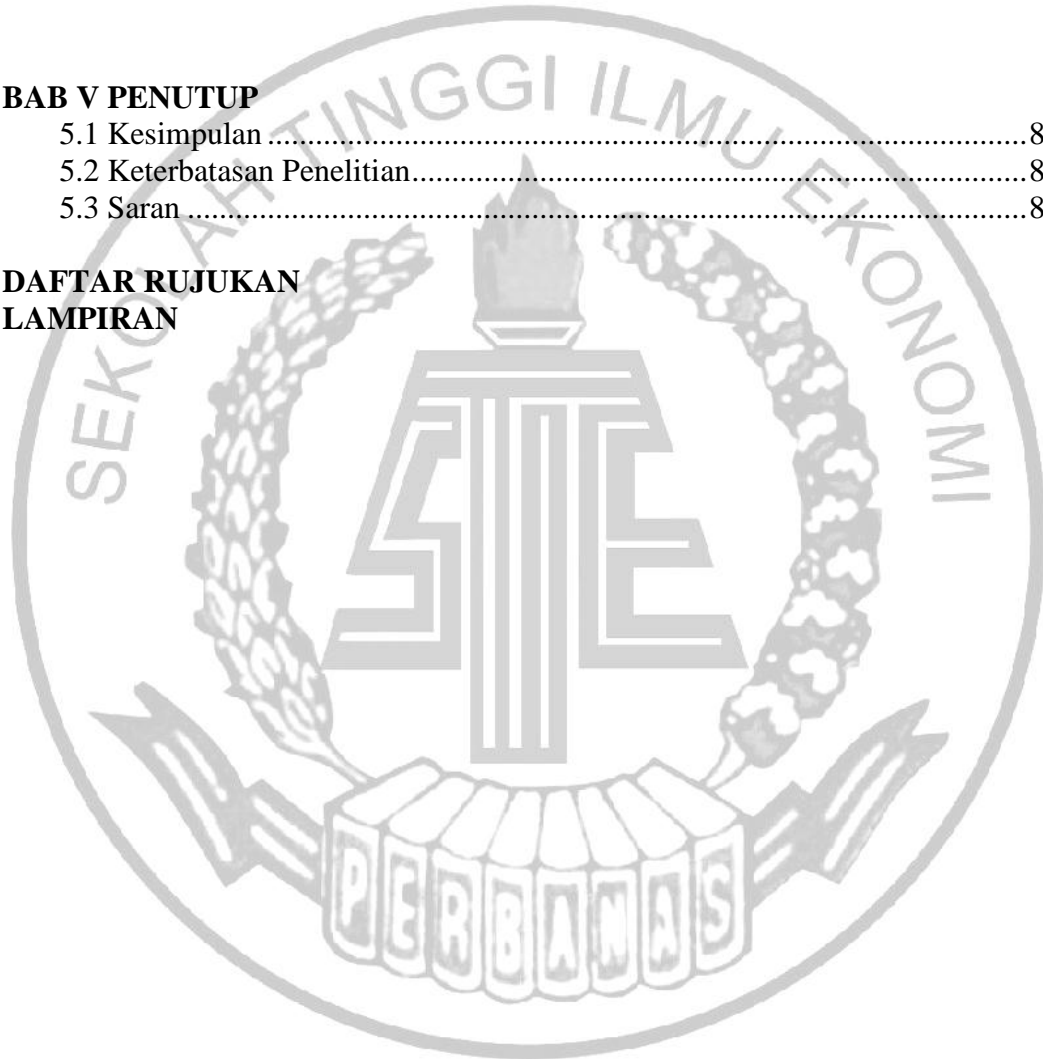 BAB V PENUTUP
5.1 Kesimpulan ........................................................................................8
5.2 Keterbatasan Penelitian.......................................................................8
5.3 Saran .................................................................................................8
DAFTAR RUJUKAN
LAMPIRAN
SEKOLAH TINGGI ILMU EKONOMI
STIE
PERBANAS